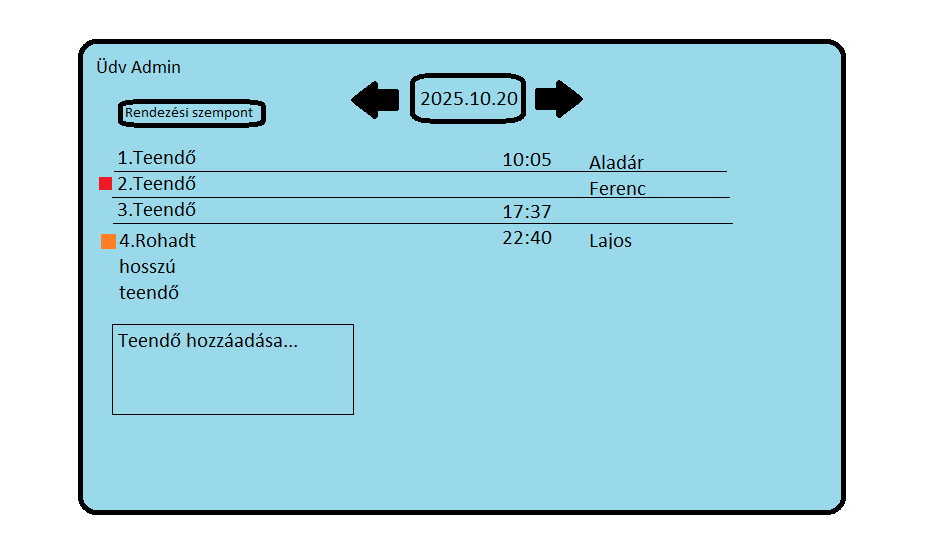 Üdv Admin
2025.10.20
Rendezési szempont
1.Teendő 10:05 Aladár
2.Teendő Ferenc
3.Teendő 17:37
4.Rohadt 22:40 Lajos
hosszú
teendő
Teendő hozzáadása...